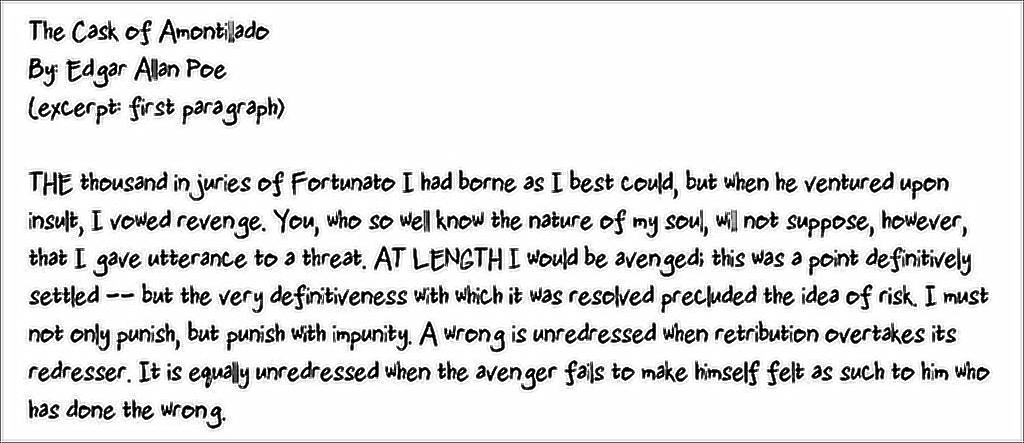 The Cask of Amontillado
By: Edgar Allan Poe
(excerpt: first paragraph)
THE thousand injuries of Fortunato I had borne as I best could, but when he ventured upon
insult, I vowed revenge. You, who so well know the nature of my soul, will not suppose, however,
that I gave utterance to a threat. AT LENGTH I would be avenged; this was a point definitively
settled -- but the very definitiveness with which it was resolved precluded the idea of risk. I must
not only punish, but punish with impunity. A wrong is unredressed when retribution overtakes its
redresser. It is equally unredressed when the avenger fails to make himself felt as such to him who
has done the wrong.